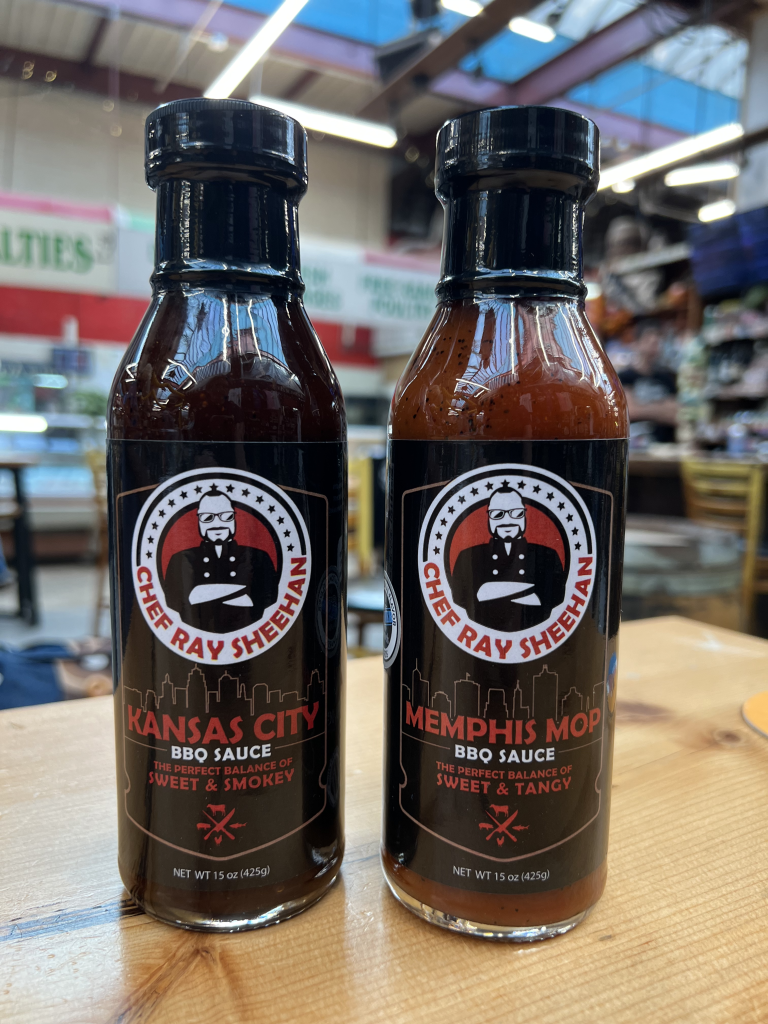 ALTIES
CHEF RAY SHEEHAN
KANSAS CITY
BBQ SAUCE
THE PERFECT BALANCE OF
SWEET & SMOKEY
NET WT 15 oz (425g)
CHEF RAY SHEEHAN
MEMPHIS MOP
BBQ SAUCE
THE PERFECT BALANCE OF
SWEET & TANGY
NET WT 15 oz (425g)